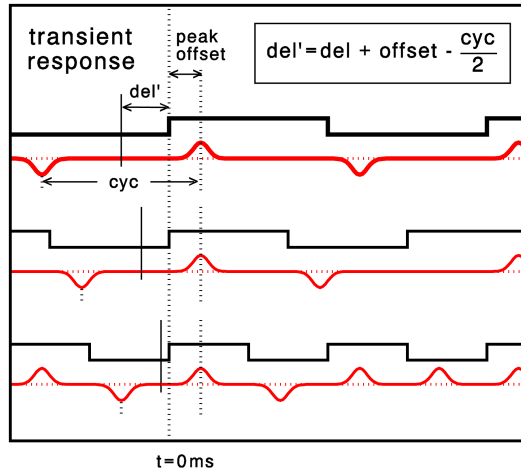 transient
response
peak
offset
del'=del + offset - cyc
2
del'
cyc
t=0ms